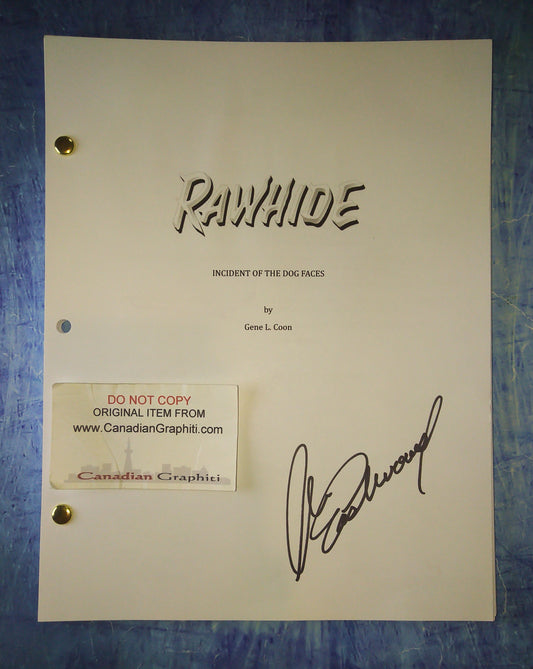 RAWHIDE
INCIDENT OF THE DOG FACES
by
Gene L. Coon
DO NOT COPY
ORIGINAL ITEM FROM
www.CanadianGraphiti.com
Canadian Graphiti
Eastwood